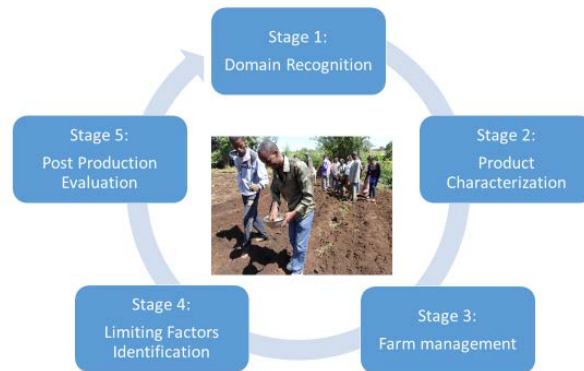 Stage 1:
Domain Recognition
Stage 2:
Product
Characterization
Stage 3:
Farm management
Stage 4:
Limiting Factors
Identification
Stage 5:
Post Production
Evaluation